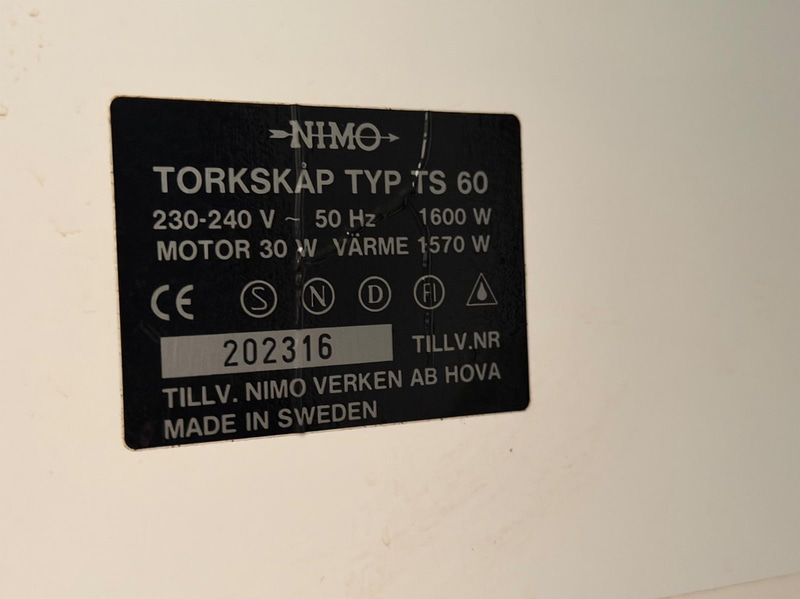 NIMO
TORKSKÅP TYP TS 60
230-240 V ~ 50 Hz 1600 W
MOTOR 30 W VÄRME 1570 W
CE S N D FI
202316 TILLV.NR
TILLV. NIMO VERKEN AB HOVA
MADE IN SWEDEN